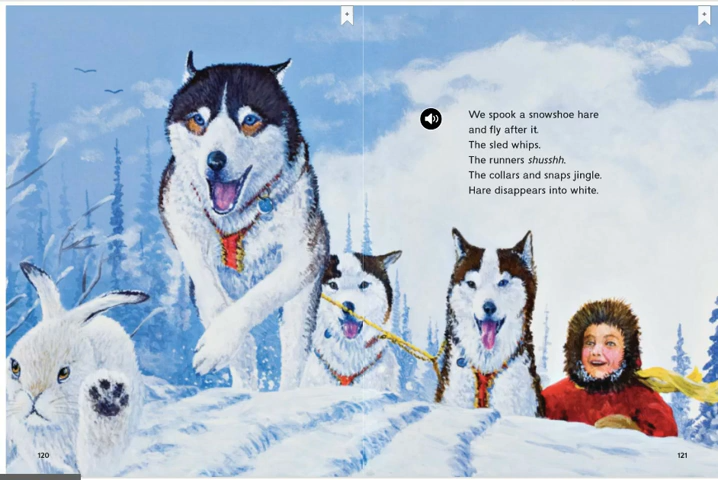 We spook a snowshoe hare
and fly after it.
The sled whips.
The runners shusshh.
The collars and snaps jingle.
Hare disappears into white.
120
121